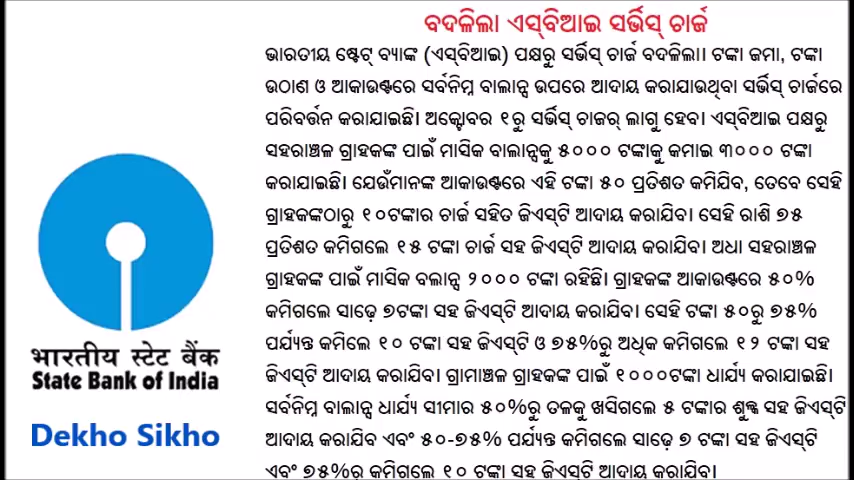 ବଦଳିଲା ଏସ୍‌ବିଆଇ ସର୍ଭିସ୍ ଚାର୍ଜ
ଭାରତୀୟ ଷ୍ଟେଟ୍ ବ୍ୟାଙ୍କ (ଏସ୍‌ବିଆଇ) ପକ୍ଷରୁ ସର୍ଭିସ୍ ଚାର୍ଜ ବଦଳିଲା। ଟଙ୍କା ଜମା, ଟଙ୍କା
ଉଠାଣ ଓ ଆକାଉଣ୍ଟରେ ସର୍ବନିମ୍ନ ବାଲାନ୍ସ ଉପରେ ଆଦାୟ କରାଯାଉଥିବା ସର୍ଭିସ୍ ଚାର୍ଜରେ
ପରିବର୍ତ୍ତନ କରାଯାଇଛି। ଅକ୍ଟୋବର ୧ରୁ ସର୍ଭିସ୍ ଚାଜର୍ ଲାଗୁ ହେବ। ଏସ୍‌ବିଆଇ ପକ୍ଷରୁ
ସହରାଞ୍ଚଳ ଗ୍ରାହକଙ୍କ ପାଇଁ ମାସିକ ବାଲାନ୍ସକୁ ୫୦୦୦ ଟଙ୍କାକୁ କମାଇ ୩୦୦୦ ଟଙ୍କା
କରାଯାଇଛି। ଯେଉଁମାନଙ୍କ ଆକାଉଣ୍ଟରେ ଏହି ଟଙ୍କା ୫୦ ପ୍ରତିଶତ କମିଯିବ, ତେବେ ସେହି
ଗ୍ରାହକଙ୍କଠାରୁ ୧୦ଟଙ୍କାର ଚାର୍ଜ ସହିତ ଜିଏସ୍‌ଟି ଆଦାୟ କରାଯିବ। ସେହି ରାଶି ୭୫
ପ୍ରତିଶତ କମିଗଲେ ୧୫ ଟଙ୍କା ଚାର୍ଜ ସହ ଜିଏସ୍‌ଟି ଆଦାୟ କରାଯିବ। ଅଧା ସହରାଞ୍ଚଳ
ଗ୍ରାହକଙ୍କ ପାଇଁ ମାସିକ ବଲାନ୍ସ ୨୦୦୦ ଟଙ୍କା ରହିଛି। ଗ୍ରାହକଙ୍କ ଆକାଉଣ୍ଟରେ ୫୦%
କମିଗଲେ ସାଢ଼େ ୭ଟଙ୍କା ସହ ଜିଏସ୍‌ଟି ଆଦାୟ କରାଯିବ। ସେହି ଟଙ୍କା ୫୦ରୁ ୭୫%
ପର୍ଯ୍ୟନ୍ତ କମିଲେ ୧୦ ଟଙ୍କା ସହ ଜିଏସ୍‌ଟି ଓ ୭୫%ରୁ ଅଧିକ କମିଗଲେ ୧୨ ଟଙ୍କା ସହ
ଜିଏସ୍‌ଟି ଆଦାୟ କରାଯିବ। ଗ୍ରାମାଞ୍ଚଳ ଗ୍ରାହକଙ୍କ ପାଇଁ ୧୦୦୦ଟଙ୍କା ଧାର୍ଯ୍ୟ କରାଯାଇଛି।
ସର୍ବନିମ୍ନ ବାଲାନ୍ସ ଧାର୍ଯ୍ୟ ସୀମାର ୫୦%ରୁ ତଳକୁ ଖସିଗଲେ ୫ ଟଙ୍କାର ଶୁଳ୍କ ସହ ଜିଏସ୍‌ଟି
ଆଦାୟ କରାଯିବ ଏବଂ ୫୦-୭୫% ପର୍ଯ୍ୟନ୍ତ କମିଗଲେ ସାଢ଼େ ୭ ଟଙ୍କା ସହ ଜିଏସ୍‌ଟି
ଏବଂ ୭୫%ରୁ କମିଗଲେ ୧୦ ଟଙ୍କା ସହ ଜିଏସ୍‌ଟି ଆଦାୟ କରାଯିବ।
भारतीय स्टेट बैंक
State Bank of India
Dekho Sikho